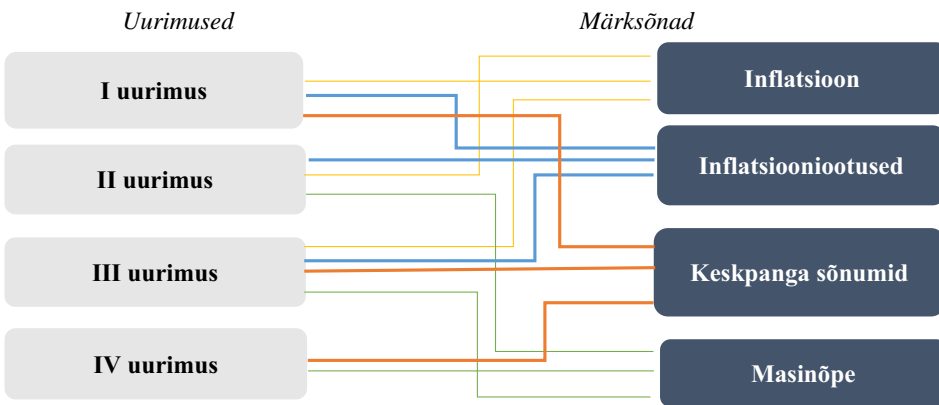 Uurimused
Märksõnad
I uurimus
Inflatsioon
II uurimus
Inflatsiooniootused
III uurimus
Keskpanga sõnumid
IV uurimus
Masinõpe